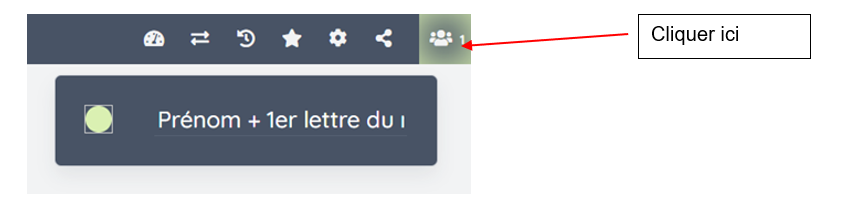 1
Cliquer ici
Prénom + 1er lettre du